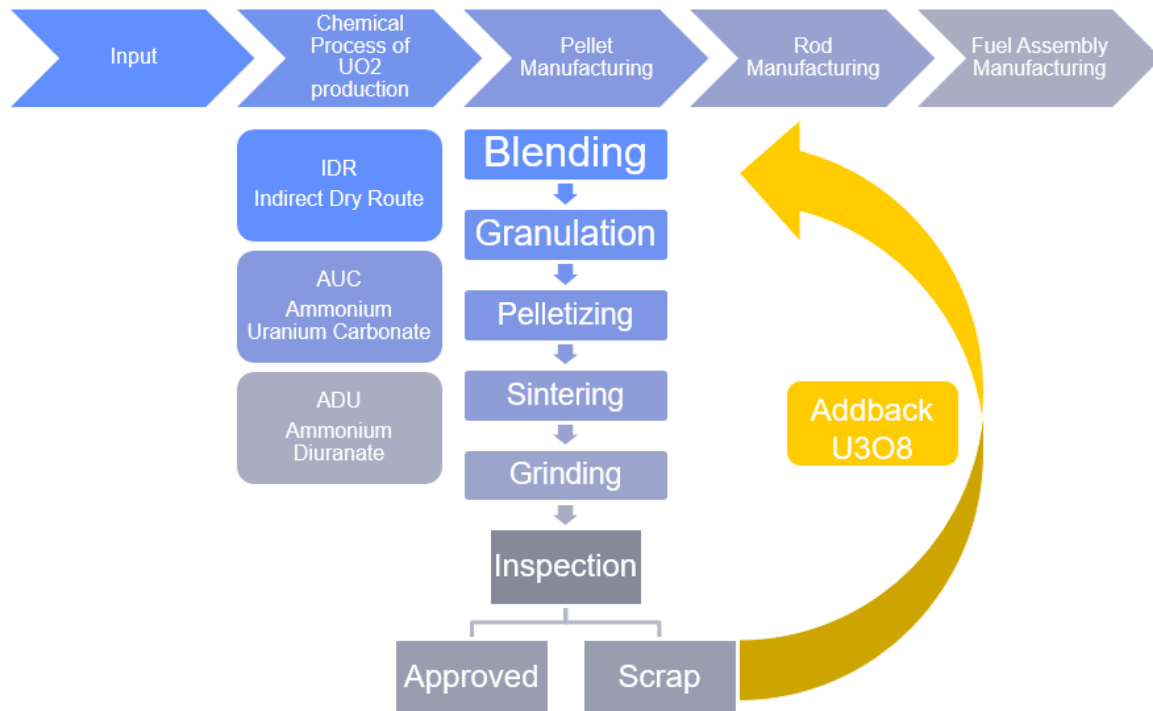 Input
Chemical
Process of
UO2
production
Pellet
Manufacturing
Rod
Manufacturing
Fuel Assembly
Manufacturing
IDR
Indirect Dry Route
AUC
Ammonium
Uranium Carbonate
ADU
Ammonium
Diuranate
Blending
Granulation
Pelletizing
Sintering
Grinding
Inspection
Approved
Scrap
Addback
U3O8